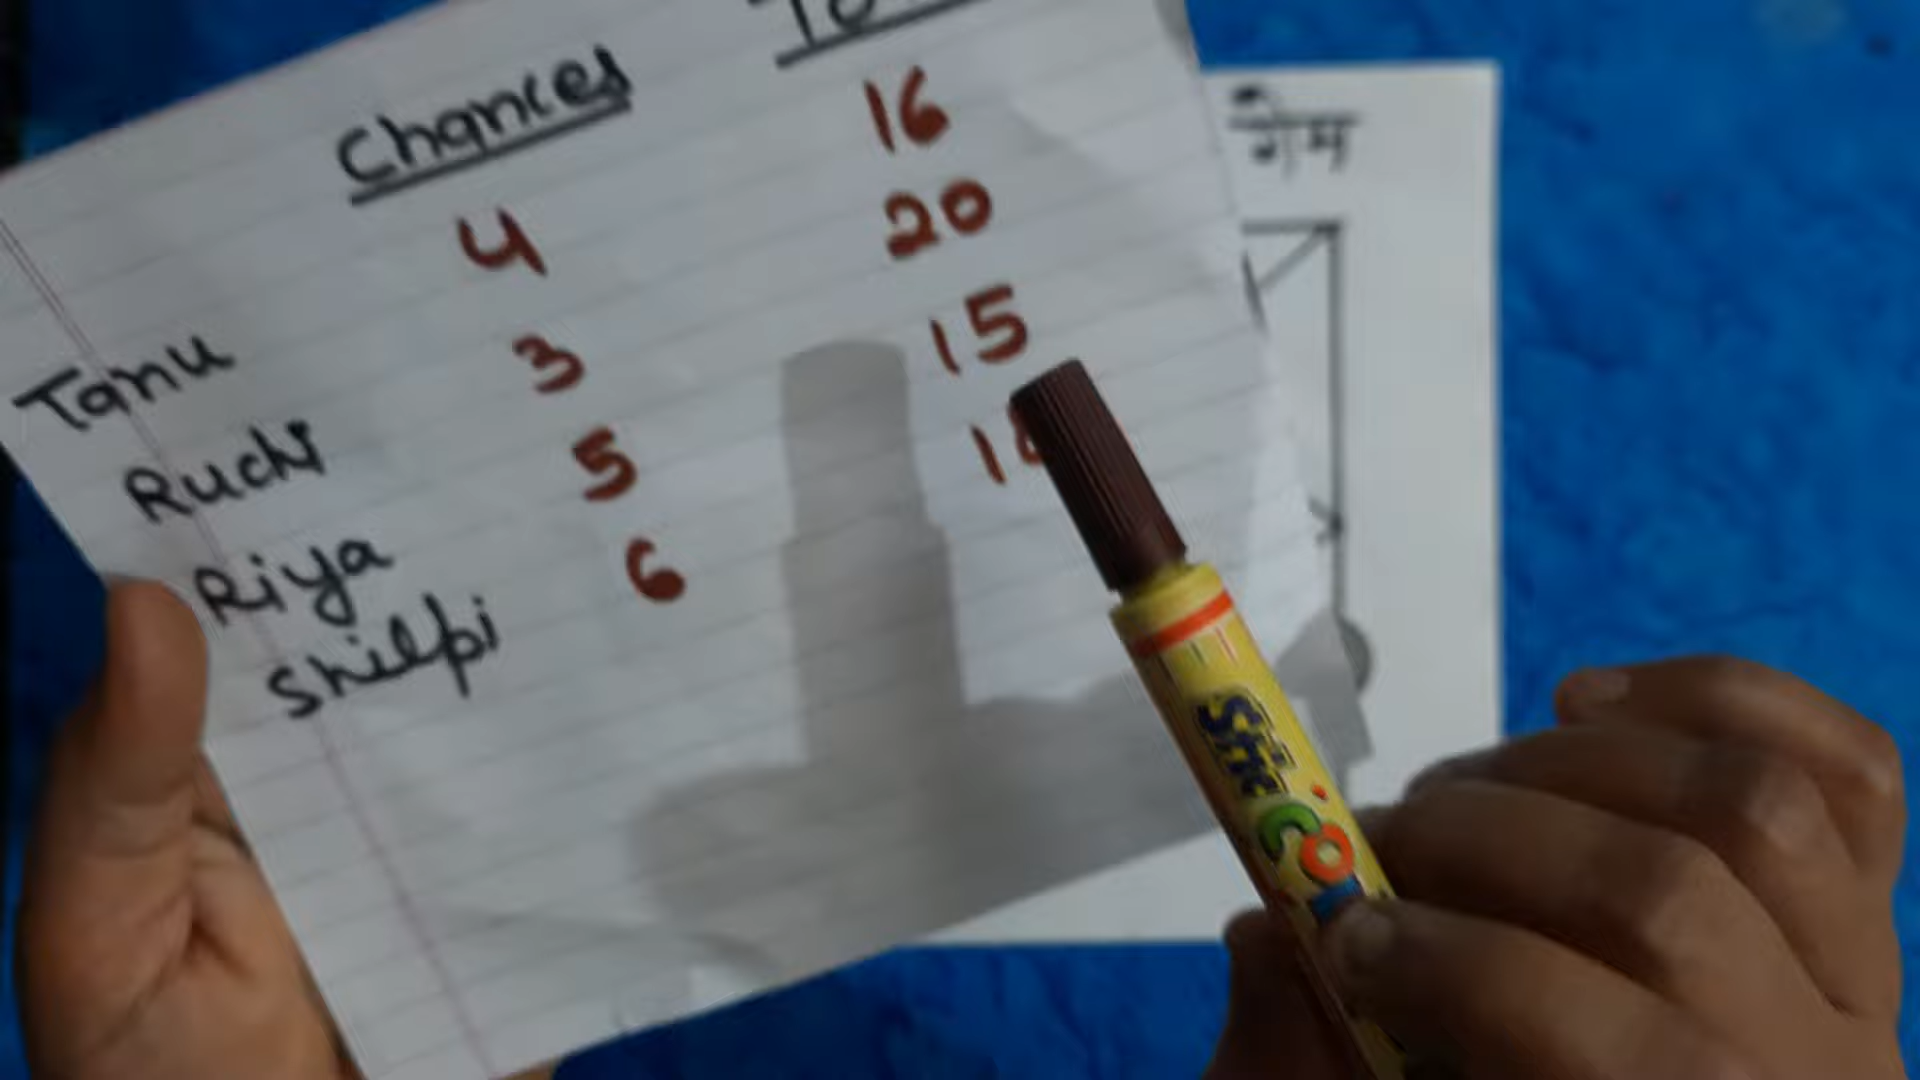 Chances
Tanu 4 16
Ruchi 3 20
Riya 5 15
Shilpi 6
गेम